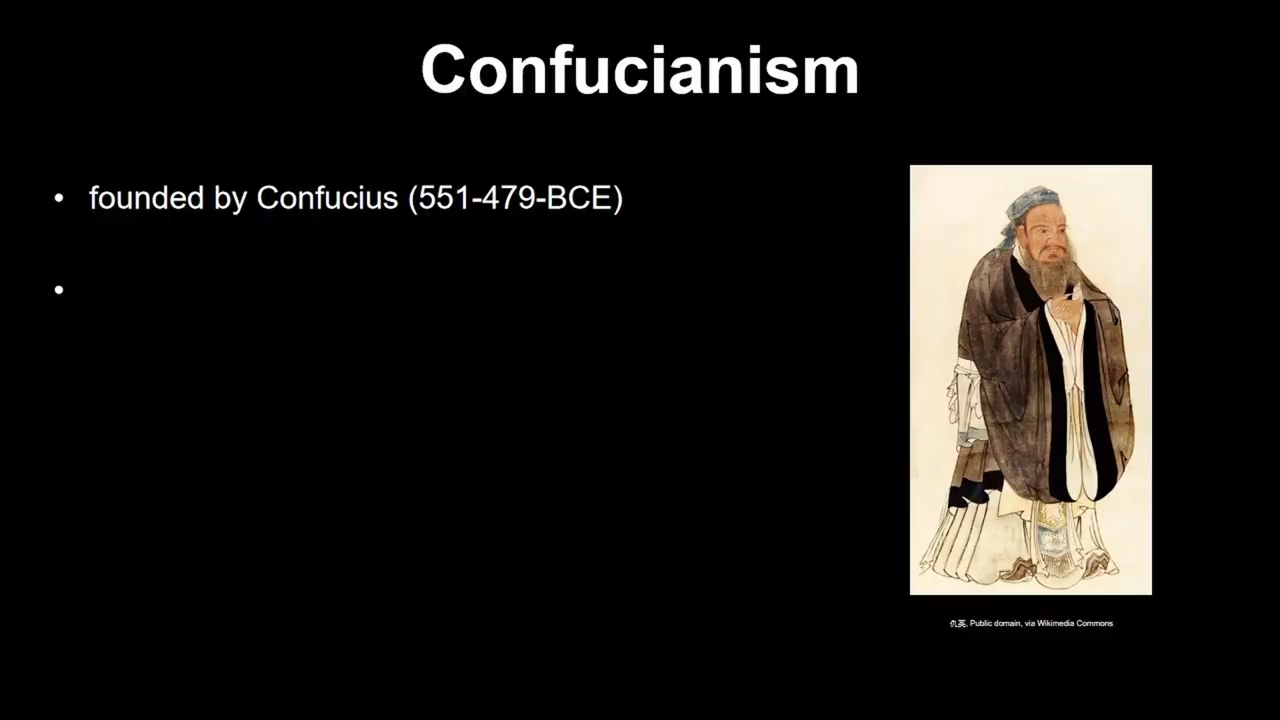 Confucianism
• founded by Confucius (551-479-BCE)
•
仇英, Public domain, via Wikimedia Commons